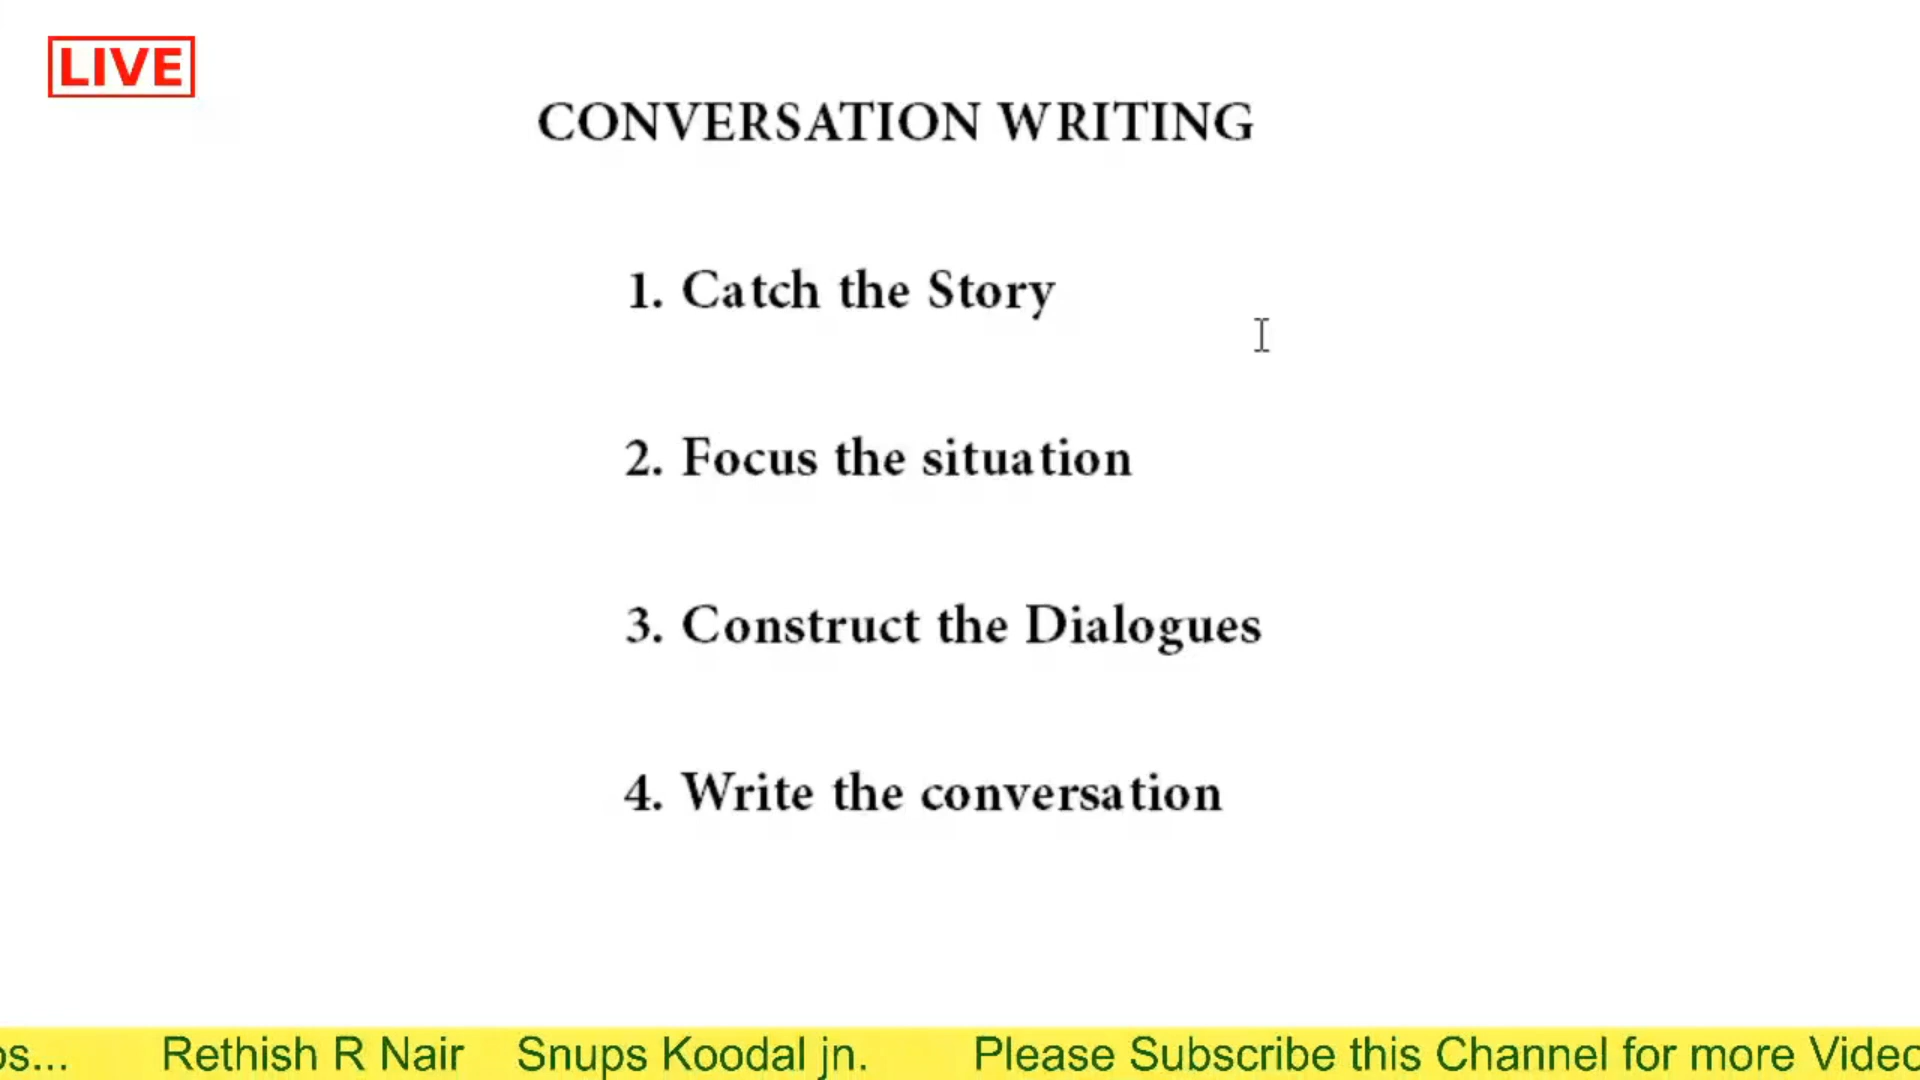 LIVE
CONVERSATION WRITING
1. Catch the Story
2. Focus the situation
3. Construct the Dialogues
4. Write the conversation
Rethish R Nair Snups Koodal jn. Please Subscribe this Channel for more